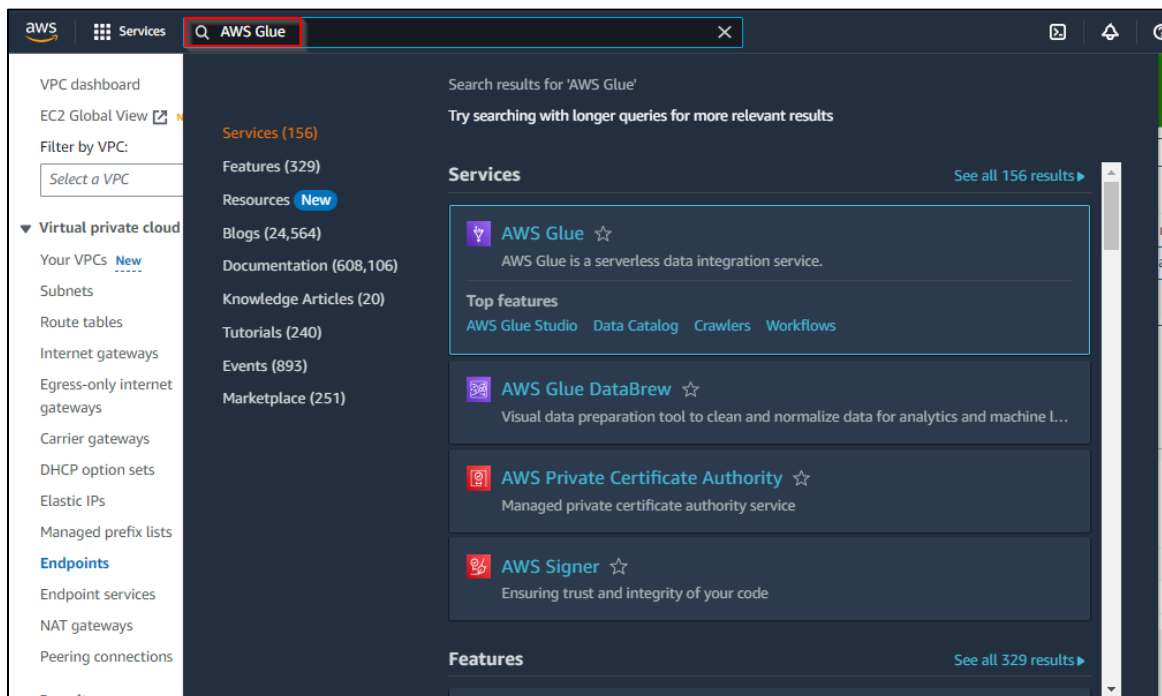 aws
Services
AWS Glue
VPC dashboard
EC2 Global View
Filter by VPC:
Select a VPC
Virtual private cloud
Your VPCs New
Subnets
Route tables
Internet gateways
Egress-only internet
gateways
Carrier gateways
DHCP option sets
Elastic IPs
Managed prefix lists
Endpoints
Endpoint services
NAT gateways
Peering connections
Services (156)
Features (329)
Resources New
Blogs (24,564)
Documentation (608,106)
Knowledge Articles (20)
Tutorials (240)
Events (893)
Marketplace (251)
Search results for 'AWS Glue'
Try searching with longer queries for more relevant results
Services
See all 156 results
AWS Glue
AWS Glue is a serverless data integration service.
Top features
AWS Glue Studio Data Catalog Crawlers Workflows
AWS Glue DataBrew
Visual data preparation tool to clean and normalize data for analytics and machine l...
AWS Private Certificate Authority
Managed private certificate authority service
AWS Signer
Ensuring trust and integrity of your code
Features
See all 329 results